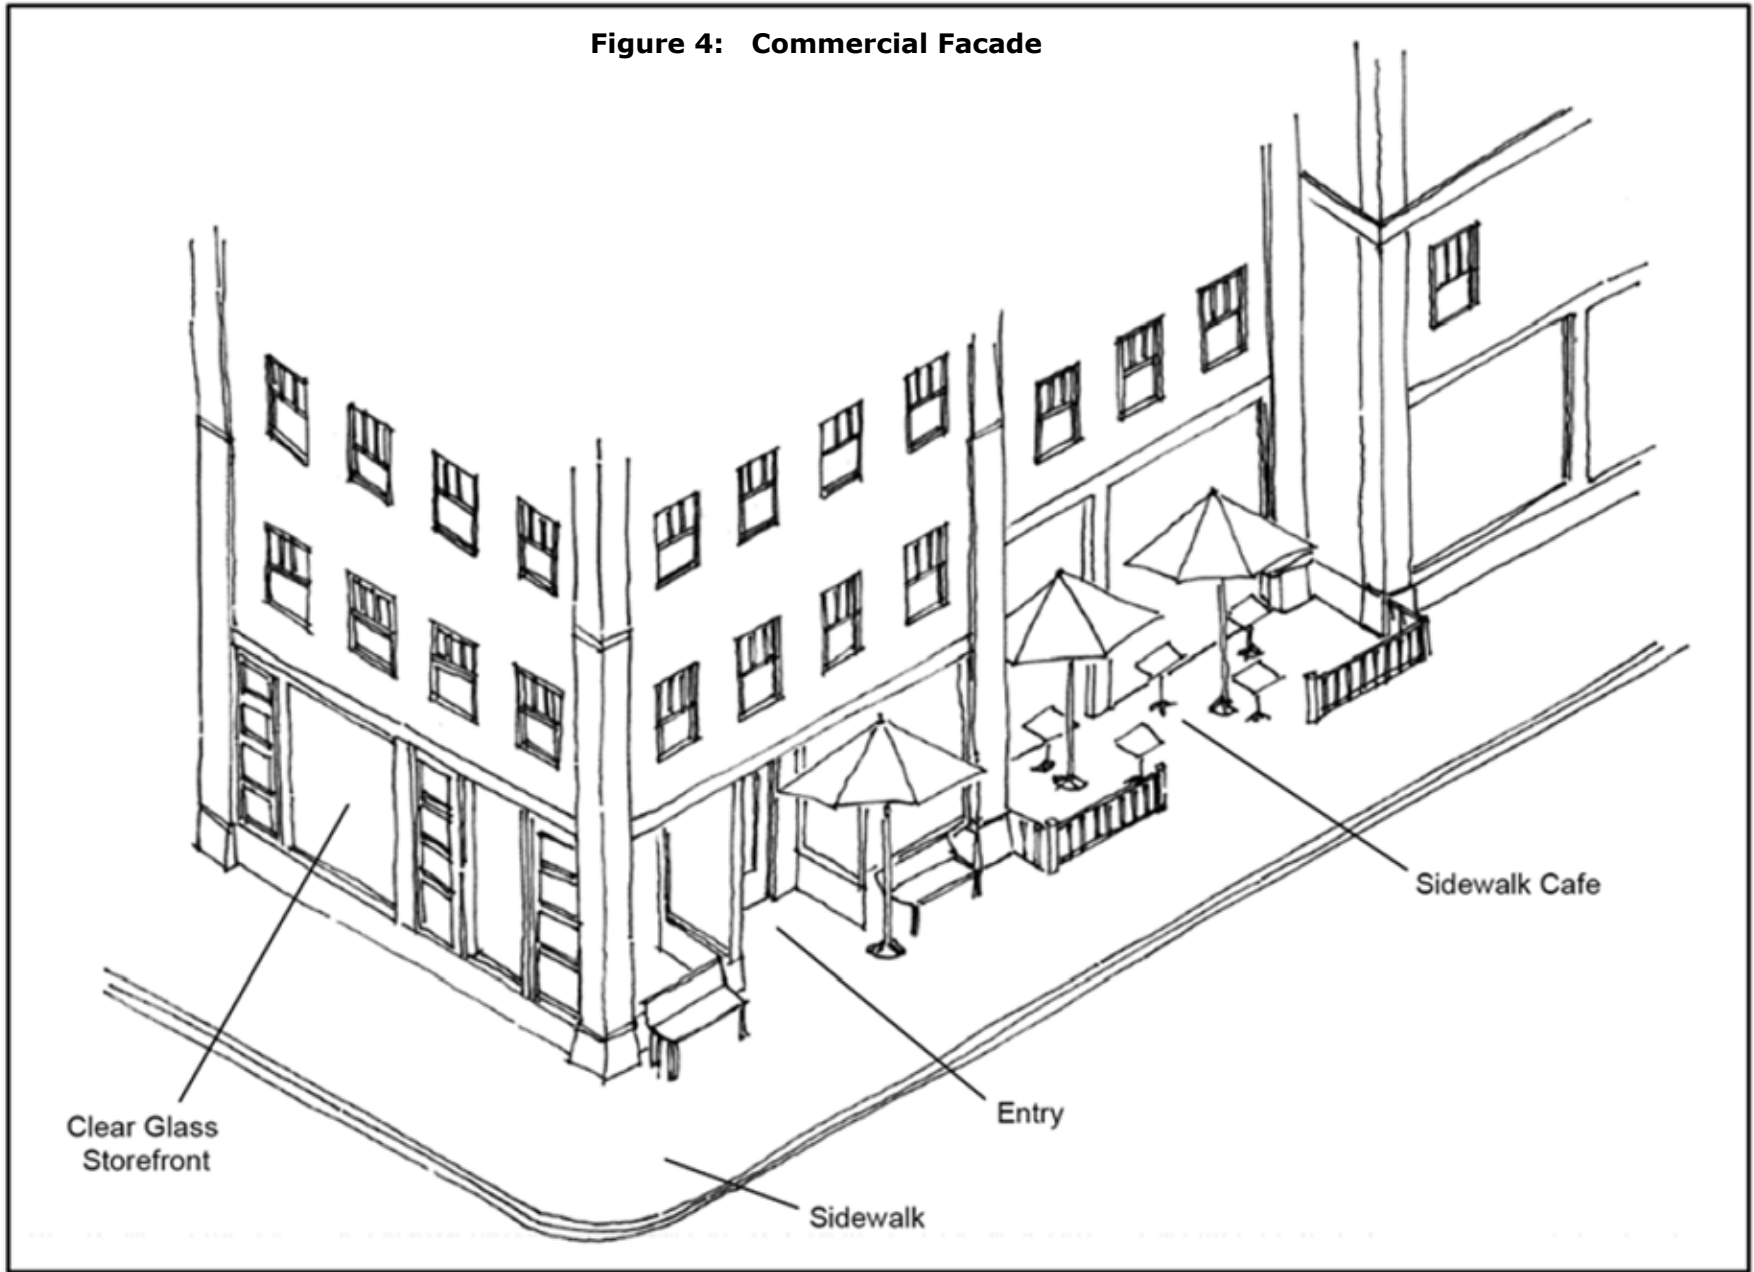 Figure 4: Commercial Facade
Sidewalk Cafe
Entry
Clear Glass
Storefront
Sidewalk